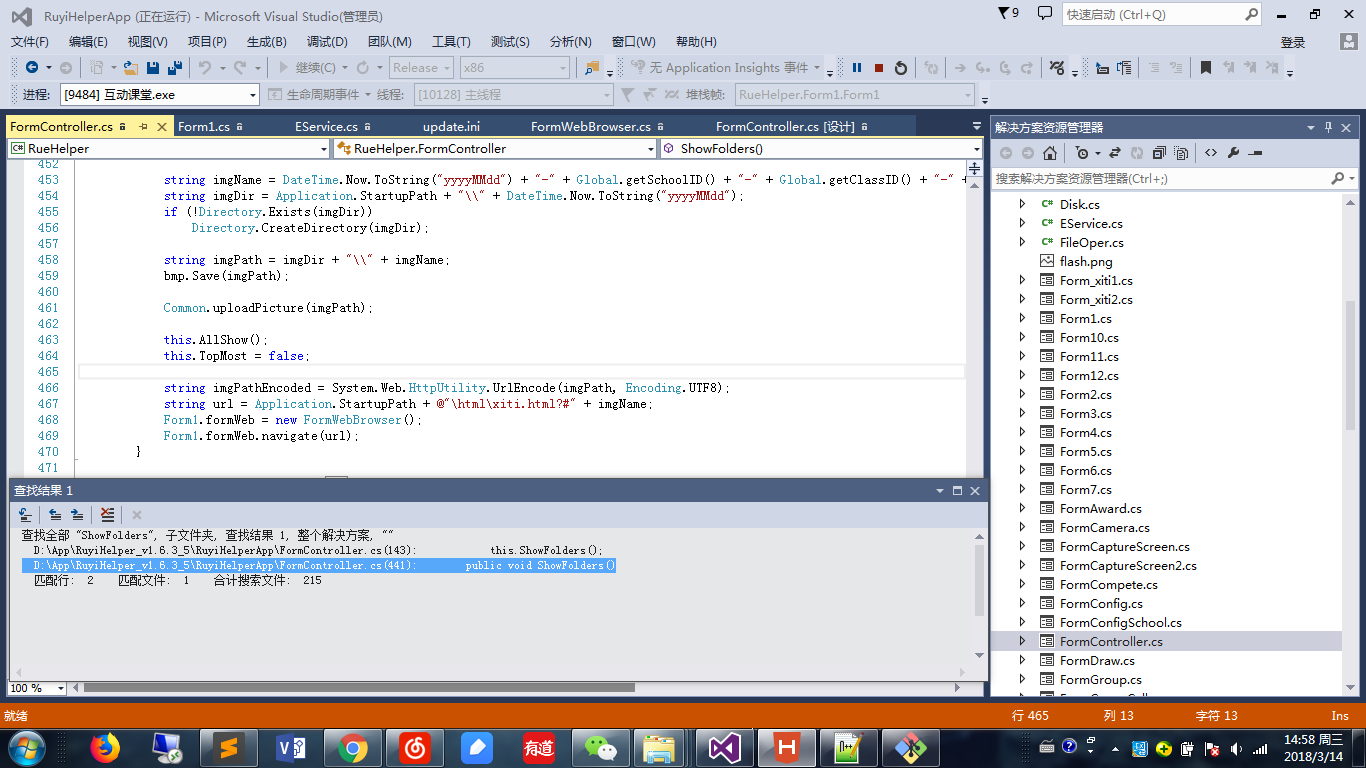 RuyiHelperApp (正在运行) - Microsoft Visual Studio(管理员)
9
快速启动 (Ctrl+Q)
文件(F) 编辑(E) 视图(V) 项目(P) 生成(B) 调试(D) 团队(M) 工具(T) 测试(S) 分析(N) 窗口(W) 帮助(H)
登录
继续(C) Release x86 无 Application Insights 事件
进程: [9484] 互动课堂.exe 生命周期事件 线程: [10128] 主线程 堆栈帧: RueHelper.Form1.Form1
FormController.cs Form1.cs EService.cs update.ini FormWebBrowser.cs FormController.cs [设计]
RueHelper RueHelper.FormController ShowFolders()
452
453 string imgName = DateTime.Now.ToString("yyyyMMdd") + "-" + Global.getSchoolID() + "-" + Global.getClassID() + "-" +
454 string imgDir = Application.StartupPath + "\\" + DateTime.Now.ToString("yyyyMMdd");
455 if (!Directory.Exists(imgDir))
456 Directory.CreateDirectory(imgDir);
457
458 string imgPath = imgDir + "\\" + imgName;
459 bmp.Save(imgPath);
460
461 Common.uploadPicture(imgPath);
462
463 this.AllShow();
464 this.TopMost = false;
465
466 string imgPathEncoded = System.Web.HttpUtility.UrlEncode(imgPath, Encoding.UTF8);
467 string url = Application.StartupPath + @"\html\xiti.html?#" + imgName;
468 Form1.formWeb = new FormWebBrowser();
469 Form1.formWeb.navigate(url);
470 }
471
查找结果 1
查找全部 "ShowFolders", 子文件夹, 查找结果 1, 整个解决方案, ""
D:\App\RuyiHelper_v1.6.3_5\RuyiHelperApp\FormController.cs(143): this.ShowFolders();
D:\App\RuyiHelper_v1.6.3_5\RuyiHelperApp\FormController.cs(441): public void ShowFolders()
匹配行: 2 匹配文件: 1 合计搜索文件: 215
100 %
解决方案资源管理器
搜索解决方案资源管理器(Ctrl+;)
C# Disk.cs
C# EService.cs
C# FileOper.cs
flash.png
Form_xiti1.cs
Form_xiti2.cs
Form1.cs
Form10.cs
Form11.cs
Form12.cs
Form2.cs
Form3.cs
Form4.cs
Form5.cs
Form6.cs
Form7.cs
FormAward.cs
FormCamera.cs
FormCaptureScreen.cs
FormCaptureScreen2.cs
FormCompete.cs
FormConfig.cs
FormConfigSchool.cs
FormController.cs
FormDraw.cs
FormGroup.cs
就绪 行 465 列 13 字符 13 Ins
有道
14:58 周三
2018/3/14